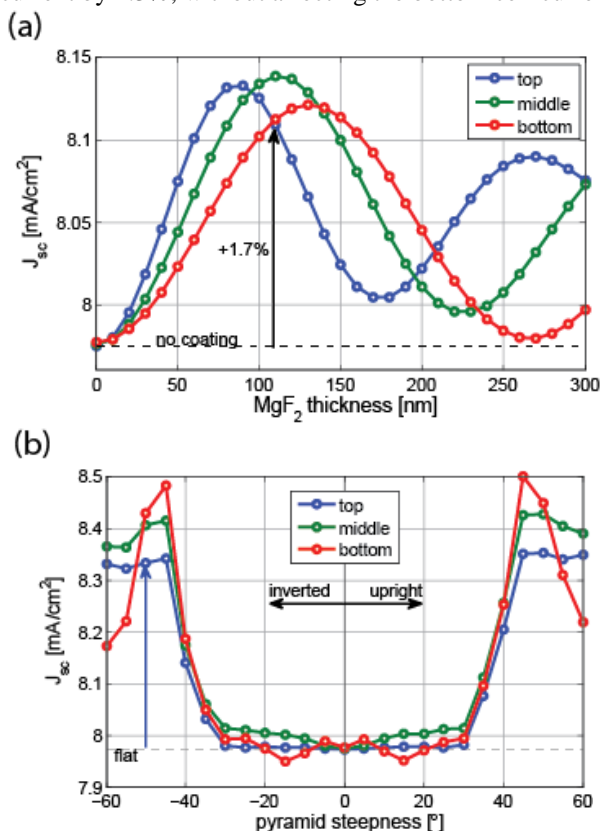 (a)
8.15
8.1
8.05
8
J_sc [mA/cm²]
top
middle
bottom
+1.7%
no coating
0 50 100 150 200 250 300
MgF₂ thickness [nm]
(b)
8.5
8.4
8.3
8.2
8.1
8
7.9
J_sc [mA/cm²]
top
middle
bottom
inverted upright
flat
−60 −40 −20 0 20 40 60
pyramid steepness [°]